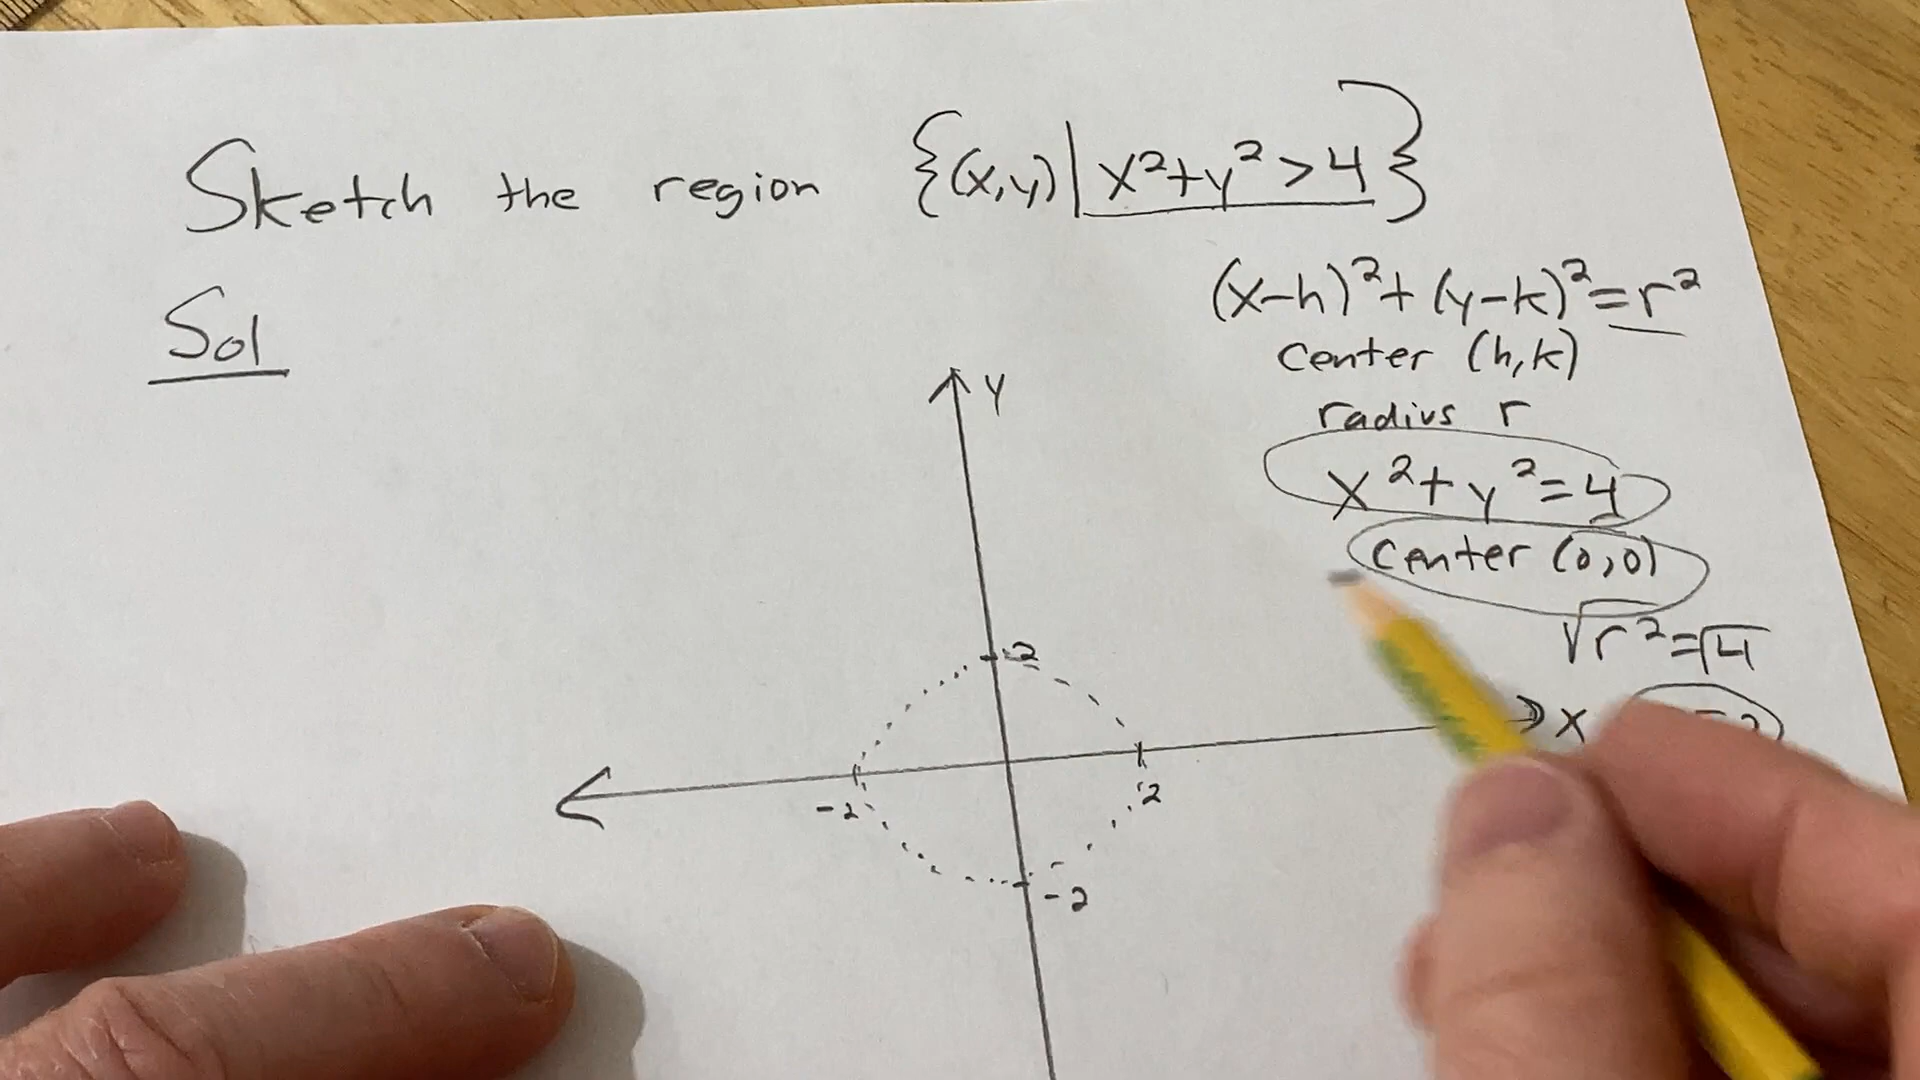 Sketch the region {(x,y)|x²+y²>4}
Sol
(x-h)²+(y-k)²=r²
center (h,k)
radius r
x²+y²=4
center (0,0)
√r²=√4
y
x
2
-2
2
-2